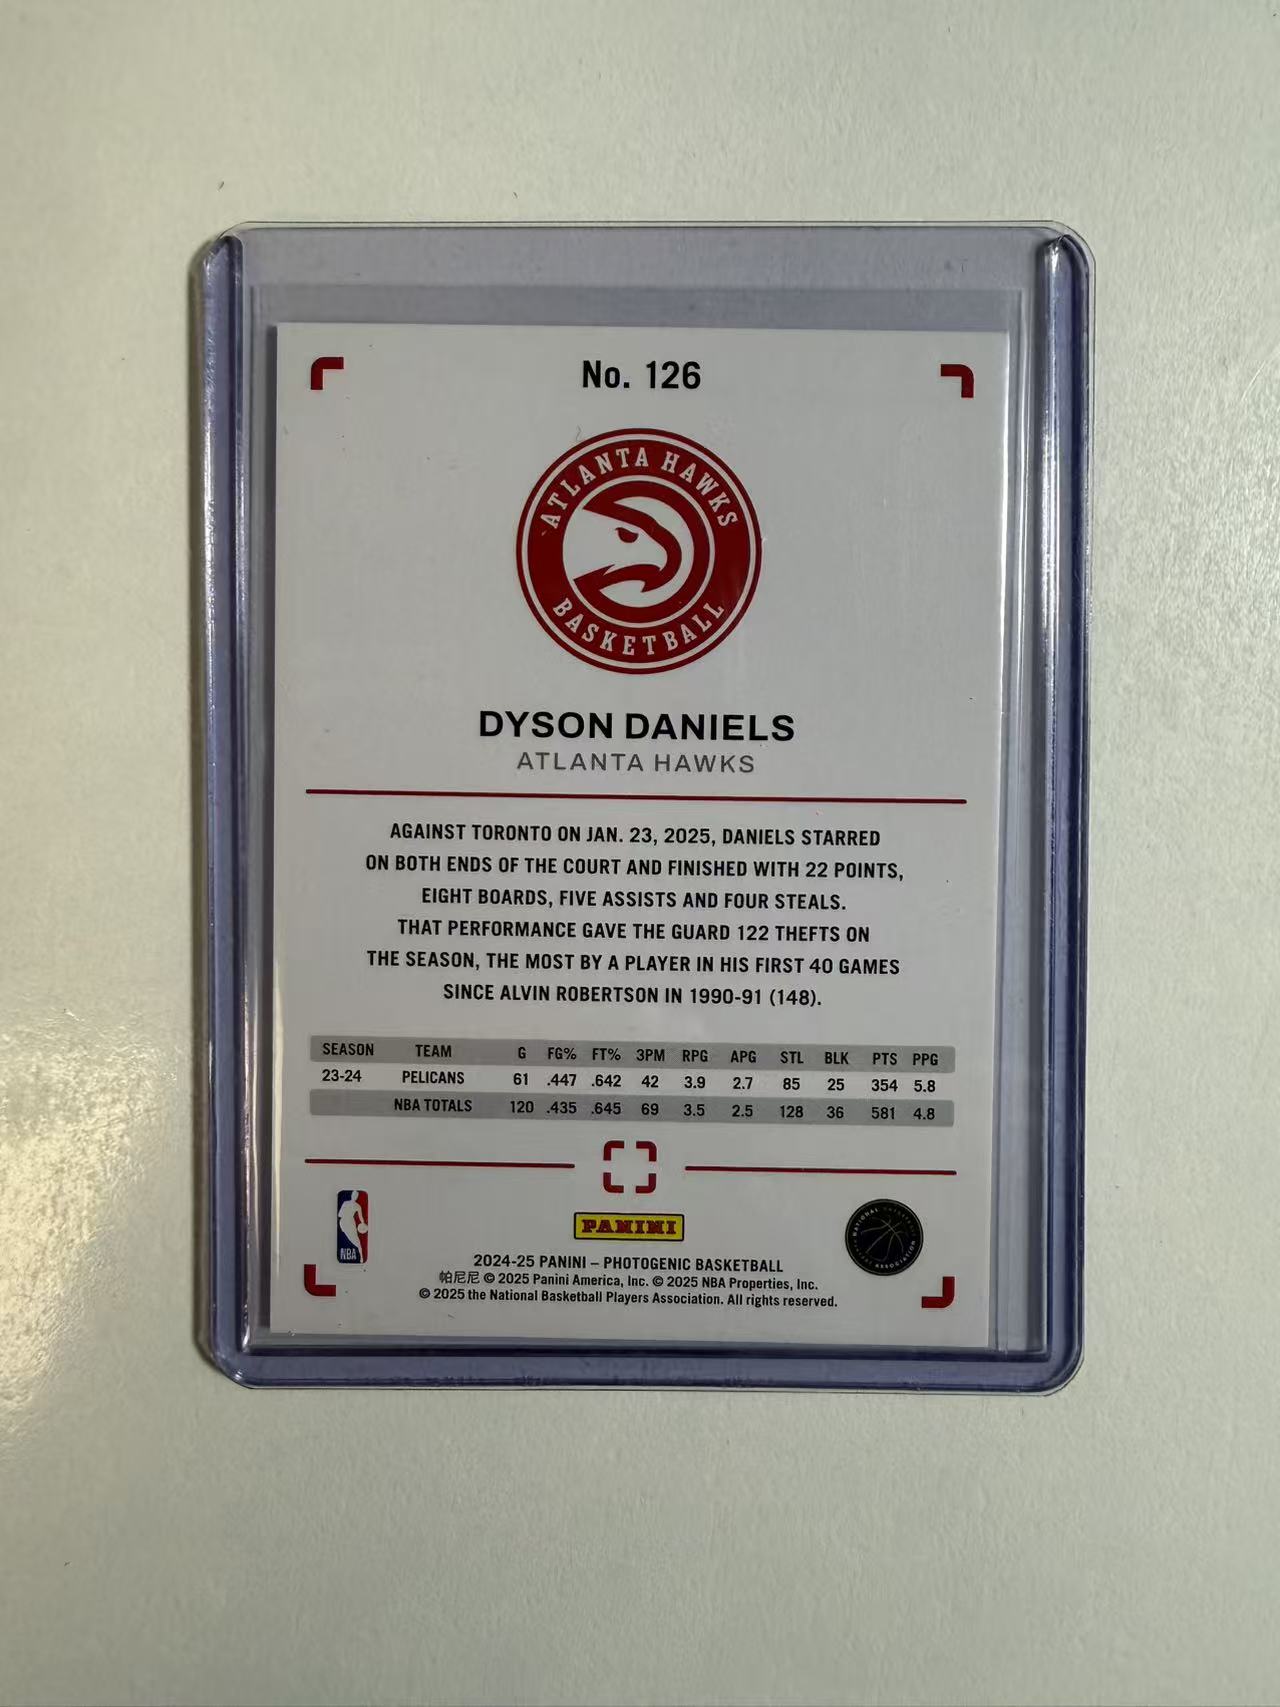 No. 126
ATLANTA HAWKS
BASKETBALL
DYSON DANIELS
ATLANTA HAWKS
AGAINST TORONTO ON JAN. 23, 2025, DANIELS STARRED
ON BOTH ENDS OF THE COURT AND FINISHED WITH 22 POINTS,
EIGHT BOARDS, FIVE ASSISTS AND FOUR STEALS.
THAT PERFORMANCE GAVE THE GUARD 122 THEFTS ON
THE SEASON, THE MOST BY A PLAYER IN HIS FIRST 40 GAMES
SINCE ALVIN ROBERTSON IN 1990-91 (148).
SEASON TEAM G FG% FT% 3PM RPG APG STL BLK PTS PPG
23-24 PELICANS 61 .447 .642 42 3.9 2.7 85 25 354 5.8
NBA TOTALS 120 .435 .645 69 3.5 2.5 128 36 581 4.8
NBA
PANINI
NATIONAL BASKETBALL
ASSOCIATION
2024-25 PANINI – PHOTOGENIC BASKETBALL
帕尼尼 © 2025 Panini America, Inc. © 2025 NBA Properties, Inc.
© 2025 the National Basketball Players Association. All rights reserved.